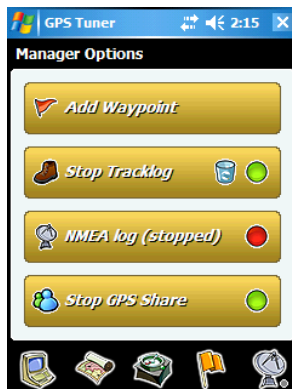 GPS Tuner 2:15
Manager Options
Add Waypoint
Stop Tracklog
NMEA log (stopped)
Stop GPS Share